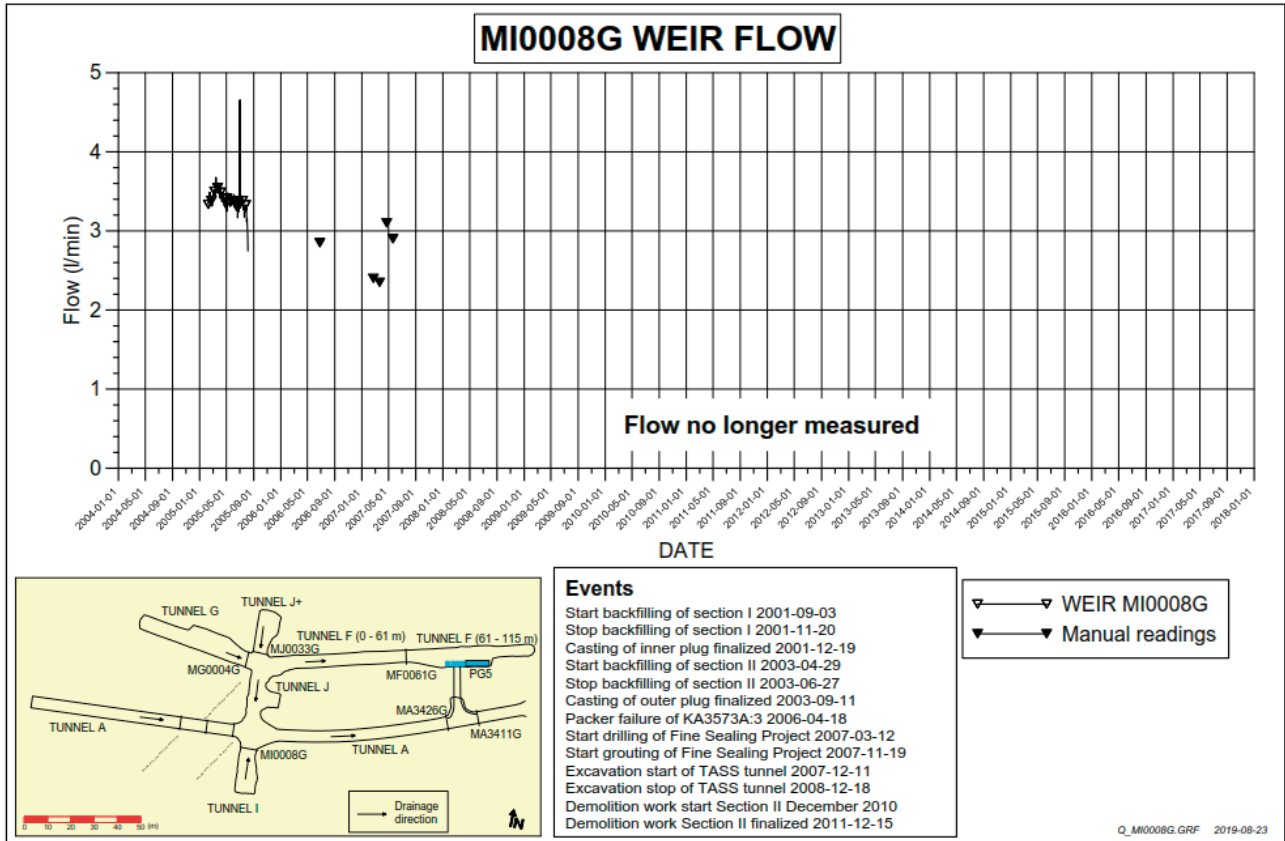 MI0008G WEIR FLOW
5
4
3
2
1
0
Flow (l/min)
Flow no longer measured
2004-01-01
2004-05-01
2004-09-01
2005-01-01
2005-05-01
2005-09-01
2006-01-01
2006-05-01
2006-09-01
2007-01-01
2007-05-01
2007-09-01
2008-01-01
2008-05-01
2008-09-01
2009-01-01
2009-05-01
2009-09-01
2010-01-01
2010-05-01
2010-09-01
2011-01-01
2011-05-01
2011-09-01
2012-01-01
2012-05-01
2012-09-01
2013-01-01
2013-05-01
2013-09-01
2014-01-01
2014-05-01
2014-09-01
2015-01-01
2015-05-01
2015-09-01
2016-01-01
2016-05-01
2016-09-01
2017-01-01
2017-05-01
2017-09-01
2018-01-01
DATE
TUNNEL G
TUNNEL J+
TUNNEL F (0 - 61 m)
TUNNEL F (61 - 115 m)
MJ0033G
MG0004G
MF0061G
PG5
TUNNEL J
MA3426G
TUNNEL A
MA3411G
MI0008G
TUNNEL A
TUNNEL I
Drainage
direction
0 10 20 30 40 50 (m)
N
Events
Start backfilling of section I 2001-09-03
Stop backfilling of section I 2001-11-20
Casting of inner plug finalized 2001-12-19
Start backfilling of section II 2003-04-29
Stop backfilling of section II 2003-06-27
Casting of outer plug finalized 2003-09-11
Packer failure of KA3573A:3 2006-04-18
Start drilling of Fine Sealing Project 2007-03-12
Start grouting of Fine Sealing Project 2007-11-19
Excavation start of TASS tunnel 2007-12-11
Excavation stop of TASS tunnel 2008-12-18
Demolition work start Section II December 2010
Demolition work Section II finalized 2011-12-15
WEIR MI0008G
Manual readings
Q_MI0008G.GRF 2019-08-23